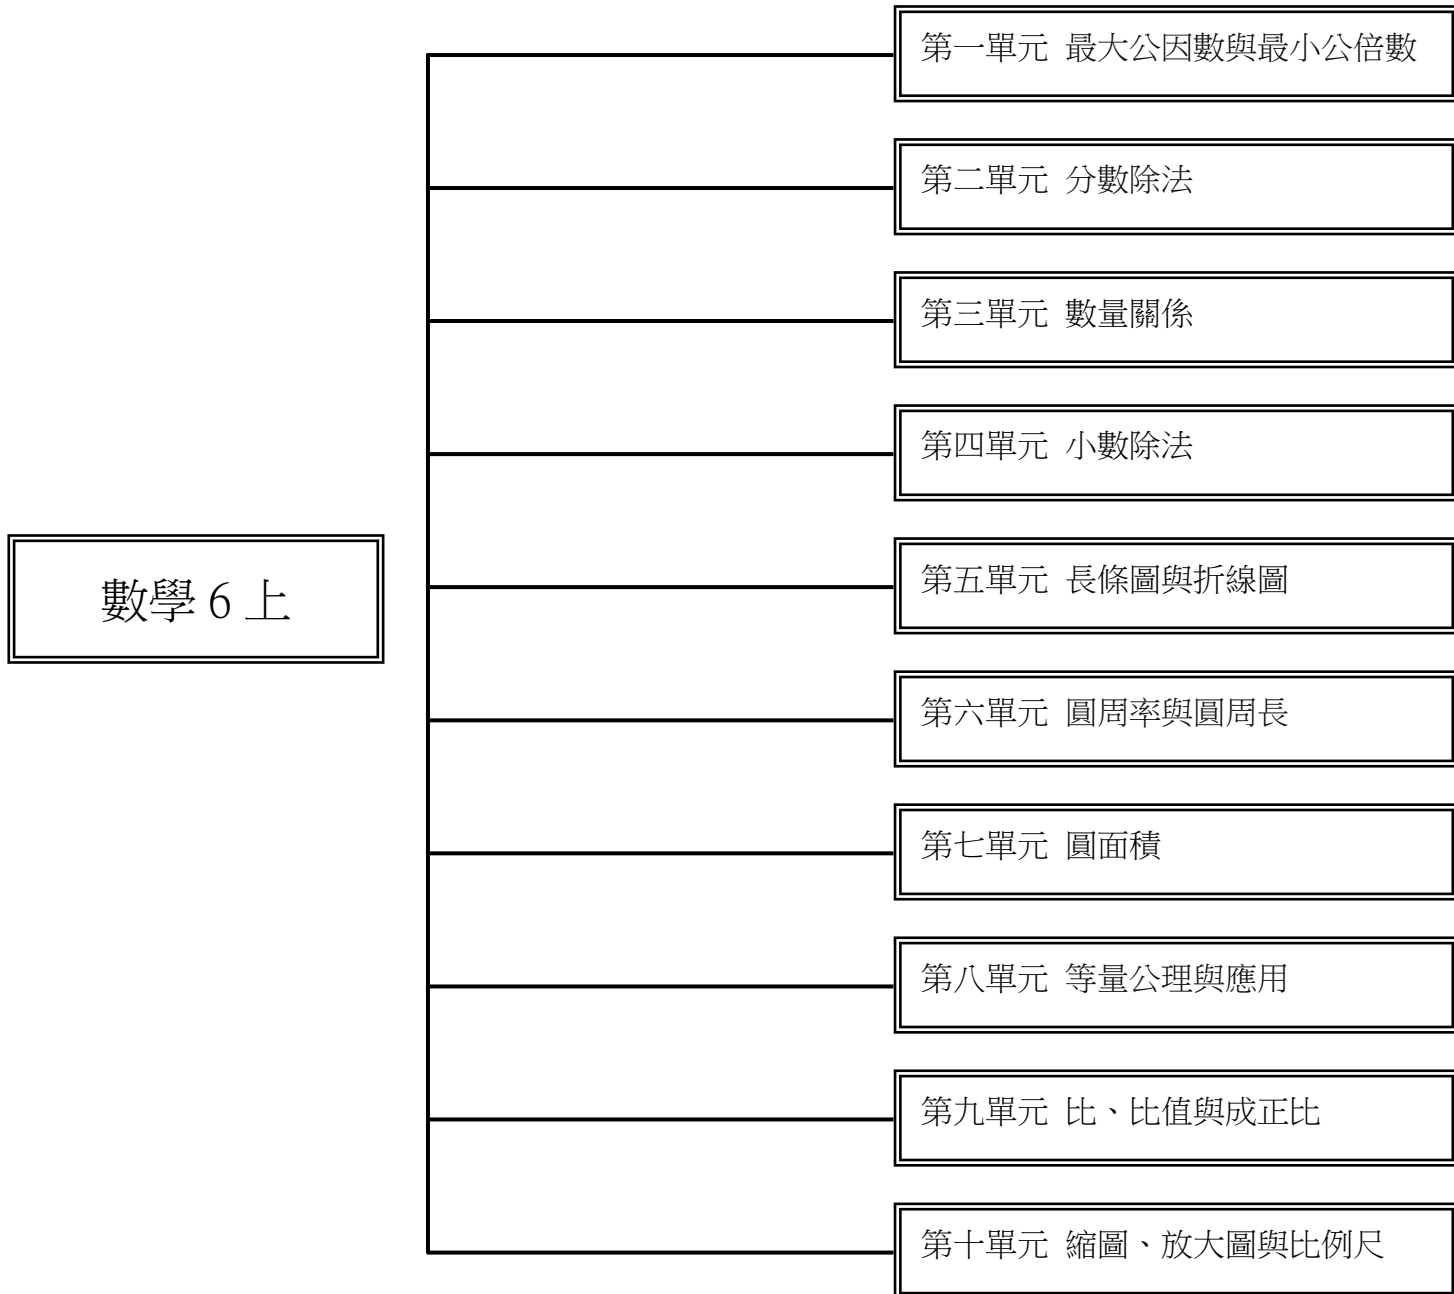 數學 6 上
第一單元 最大公因數與最小公倍數
第二單元 分數除法
第三單元 數量關係
第四單元 小數除法
第五單元 長條圖與折線圖
第六單元 圓周率與圓周長
第七單元 圓面積
第八單元 等量公理與應用
第九單元 比、比值與成正比
第十單元 縮圖、放大圖與比例尺